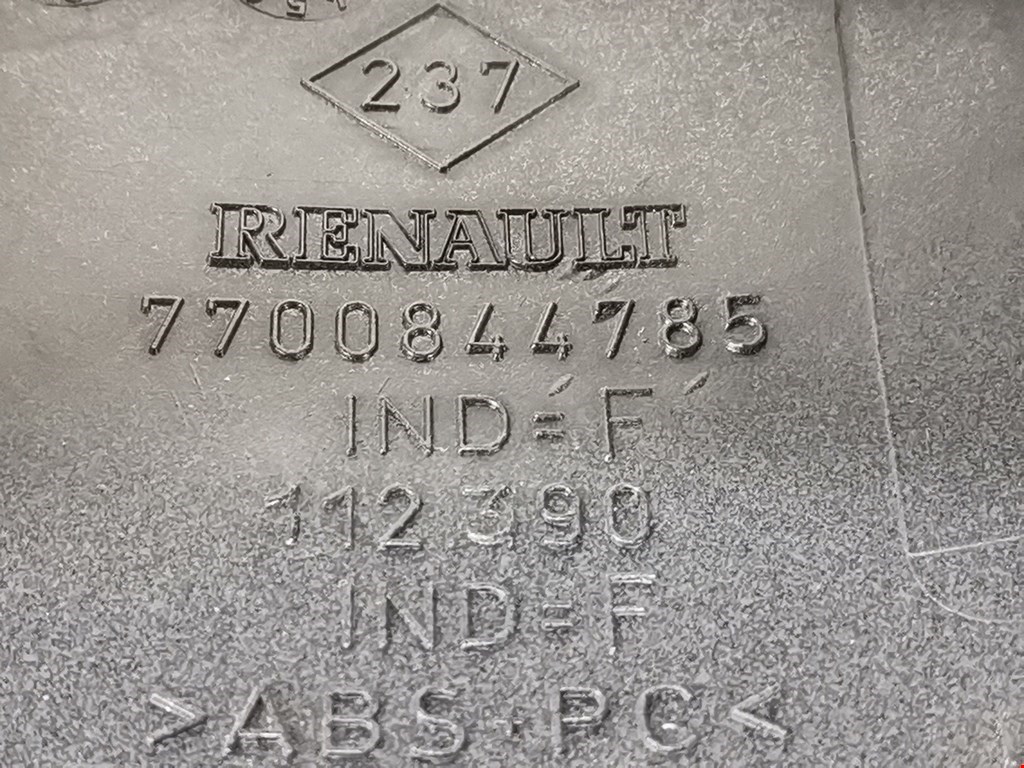 237
RENAULT
7700844785
IND=F
112390
IND=F
>ABS·PC<